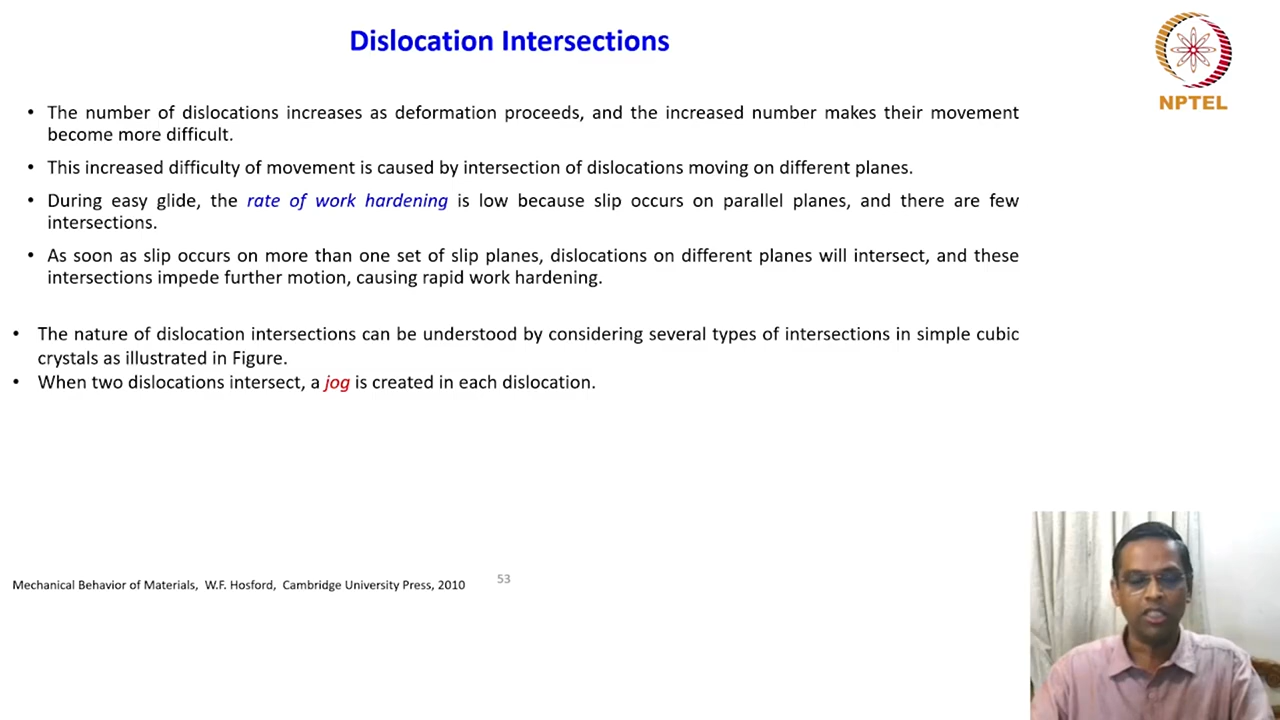 Dislocation Intersections
NPTEL
• The number of dislocations increases as deformation proceeds, and the increased number makes their movement
become more difficult.
• This increased difficulty of movement is caused by intersection of dislocations moving on different planes.
• During easy glide, the rate of work hardening is low because slip occurs on parallel planes, and there are few
intersections.
• As soon as slip occurs on more than one set of slip planes, dislocations on different planes will intersect, and these
intersections impede further motion, causing rapid work hardening.
• The nature of dislocation intersections can be understood by considering several types of intersections in simple cubic
crystals as illustrated in Figure.
• When two dislocations intersect, a jog is created in each dislocation.
Mechanical Behavior of Materials, W.F. Hosford, Cambridge University Press, 2010
53